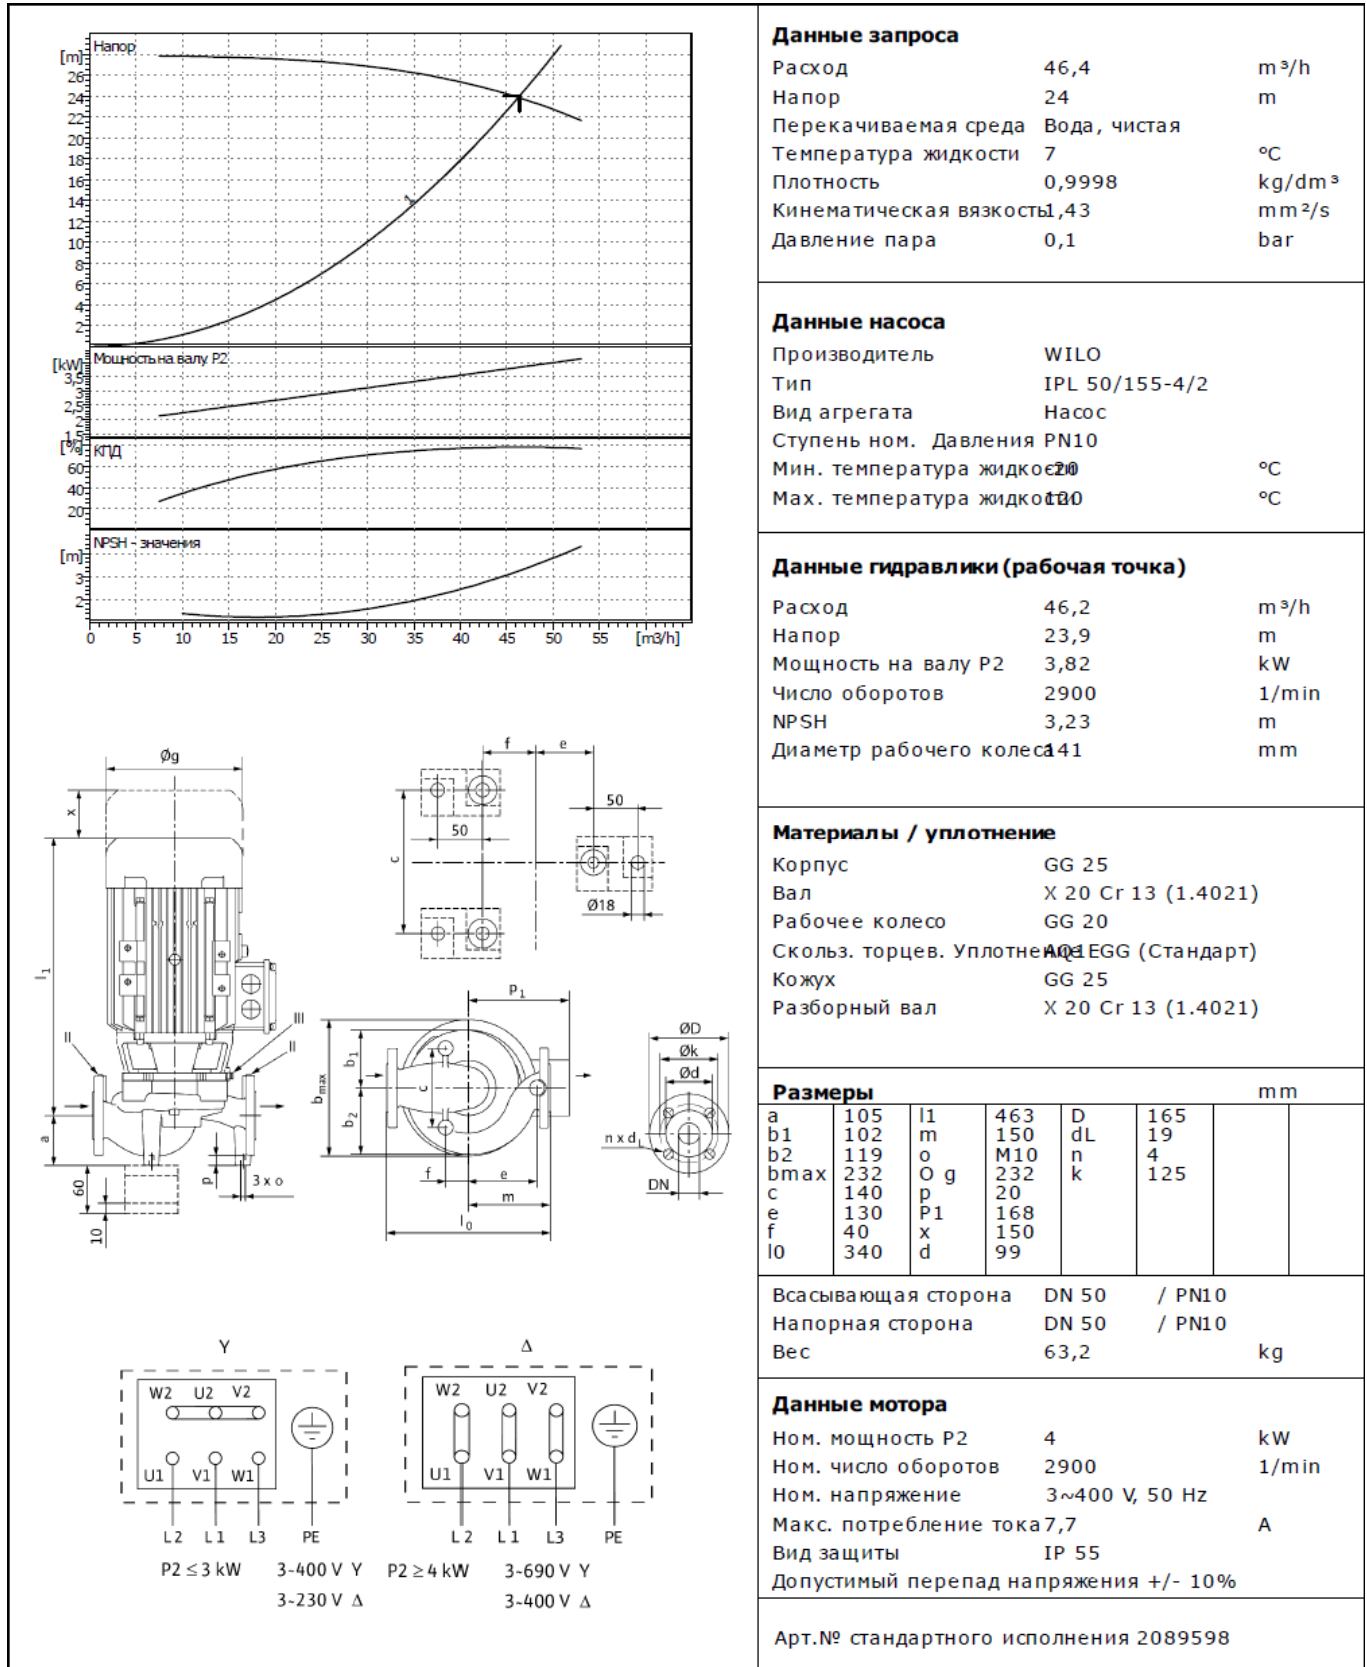 Напор
[m]
26
24
22
20
18
16
14
12
10
8
6
4
2
1
Мощность на валу P2
[kW]
3,5
3
2,5
2
1,5
КПД
[%]
60
40
20
NPSH - значения
[m]
3
2
0 5 10 15 20 25 30 35 40 45 50 55 [m3/h]
Øg
x
l1
a
II
III
II
60
10
p
3 x o
f e
50
50
c
Ø18
p1
b1
bmax
b2
c
f e
m
l0
ØD
Øk
Ød
n x dL
DN
Y
W2 U2 V2
U1 V1 W1
L2 L1 L3 PE
P2 ≤ 3 kW 3~400 V Y
3~230 V Δ
Δ
W2 U2 V2
U1 V1 W1
L2 L1 L3 PE
P2 ≥ 4 kW 3~690 V Y
3~400 V Δ
Данные запроса
Расход 46,4 m³/h
Напор 24 m
Перекачиваемая среда Вода, чистая
Температура жидкости 7 °C
Плотность 0,9998 kg/dm³
Кинематическая вязкость 1,43 mm²/s
Давление пара 0,1 bar
Данные насоса
Производитель WILO
Тип IPL 50/155-4/2
Вид агрегата Насос
Ступень ном. Давления PN10
Мин. температура жидкости -20 °C
Мах. температура жидкости 120 °C
Данные гидравлики (рабочая точка)
Расход 46,2 m³/h
Напор 23,9 m
Мощность на валу P2 3,82 kW
Число оборотов 2900 1/min
NPSH 3,23 m
Диаметр рабочего колеса 141 mm
Материалы / уплотнение
Корпус GG 25
Вал X 20 Cr 13 (1.4021)
Рабочее колесо GG 20
Скольз. торцев. Уплотнение AQ1EGG (Стандарт)
Кожух GG 25
Разборный вал X 20 Cr 13 (1.4021)
Размеры mm
a 105 l1 463 D 165
b1 102 m 150 dL 19
b2 119 o M10 n 4
bmax 232 O g 232 k 125
c 140 p 20
e 130 P1 168
f 40 x 150
l0 340 d 99
Всасывающая сторона DN 50 / PN10
Напорная сторона DN 50 / PN10
Вес 63,2 kg
Данные мотора
Ном. мощность P2 4 kW
Ном. число оборотов 2900 1/min
Ном. напряжение 3~400 V, 50 Hz
Макс. потребление тока 7,7 A
Вид защиты IP 55
Допустимый перепад напряжения +/- 10%
Арт.№ стандартного исполнения 2089598